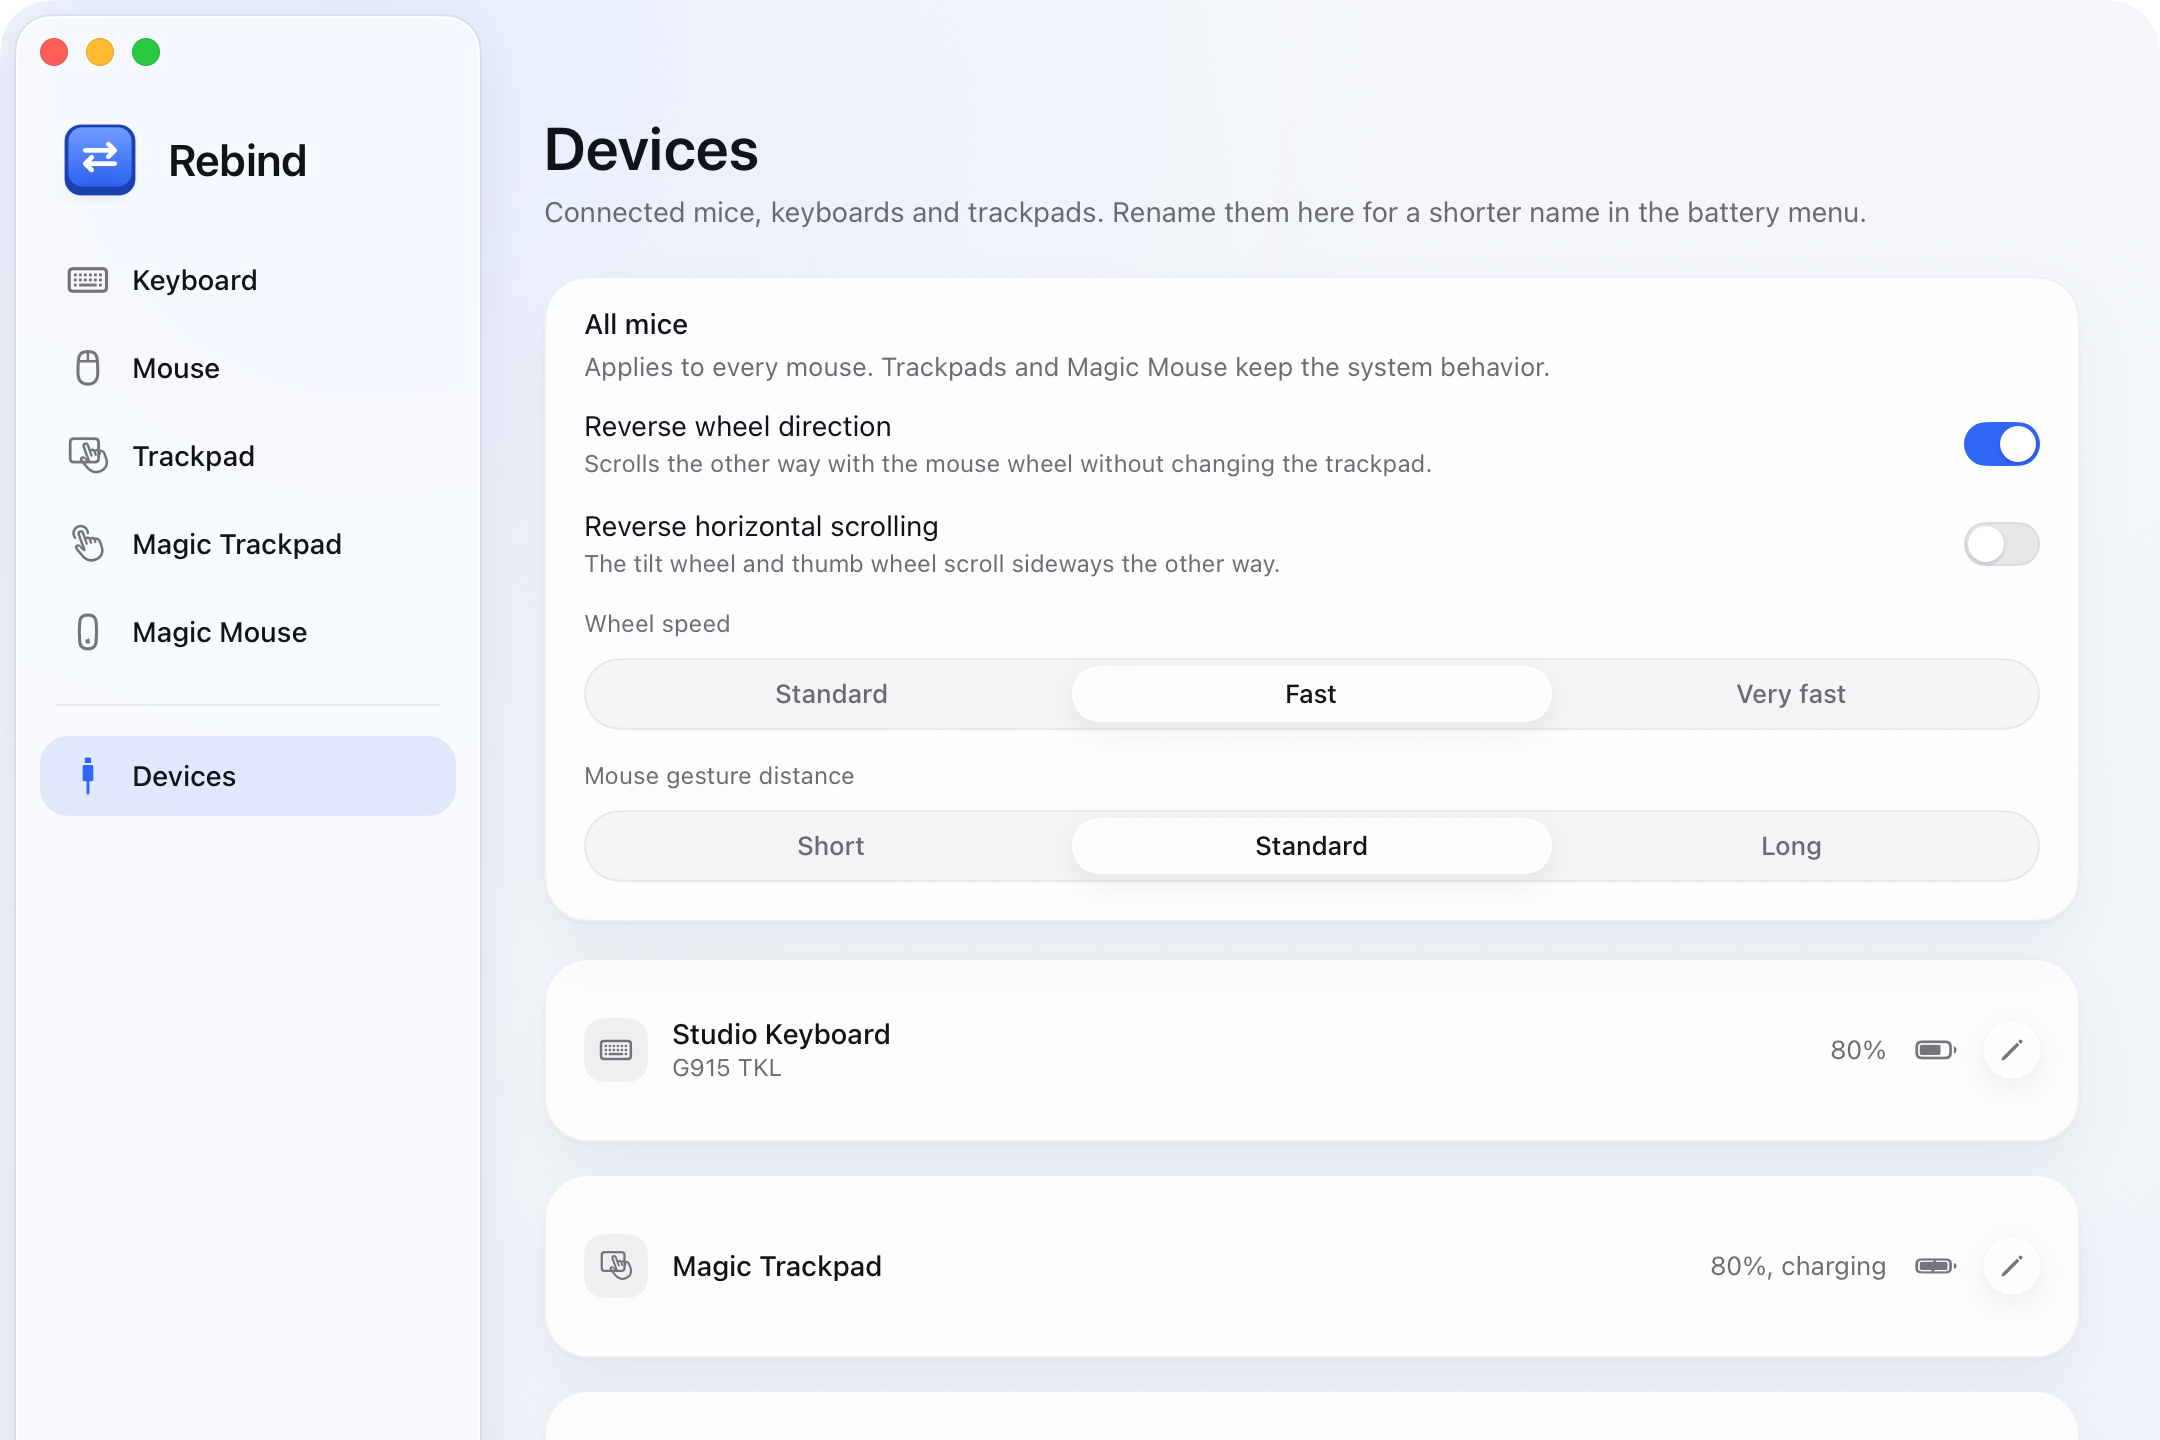 Rebind
Keyboard
Mouse
Trackpad
Magic Trackpad
Magic Mouse
Devices
Devices
Connected mice, keyboards and trackpads. Rename them here for a shorter name in the battery menu.
All mice
Applies to every mouse. Trackpads and Magic Mouse keep the system behavior.
Reverse wheel direction
Scrolls the other way with the mouse wheel without changing the trackpad.
Reverse horizontal scrolling
The tilt wheel and thumb wheel scroll sideways the other way.
Wheel speed
Standard Fast Very fast
Mouse gesture distance
Short Standard Long
Studio Keyboard
G915 TKL
80%
Magic Trackpad
80%, charging